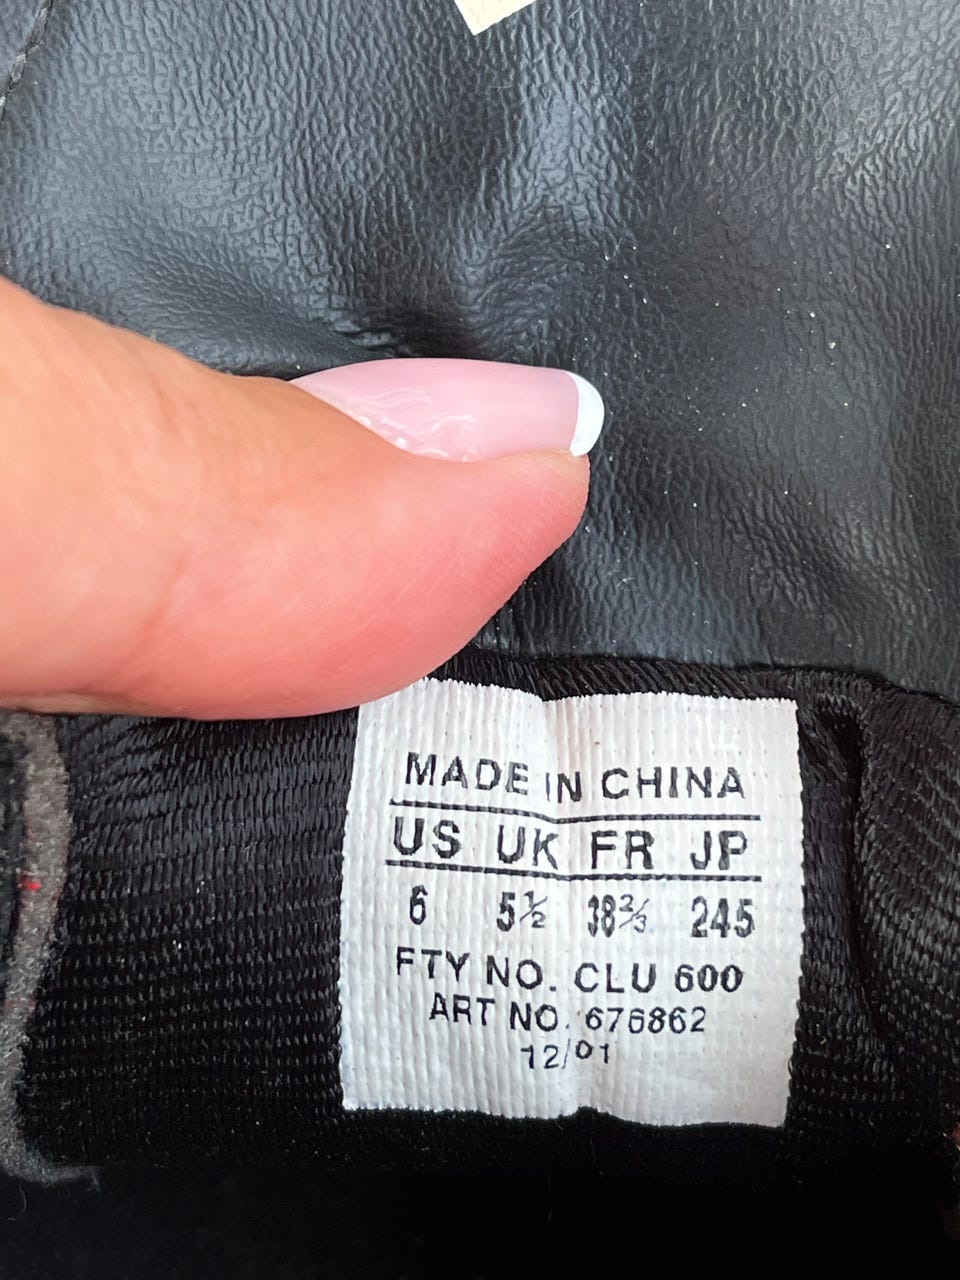 MADE IN CHINA
US UK FR JP
6 5½ 38⅔ 245
FTY NO. CLU 600
ART NO. 676862
12/01